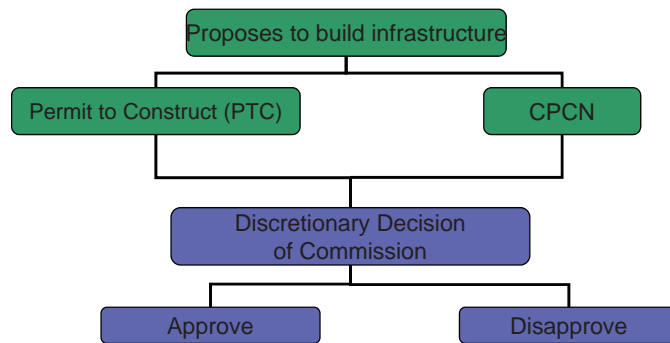 Proposes to build infrastructure
Permit to Construct (PTC)
CPCN
Discretionary Decision
of Commission
Approve
Disapprove